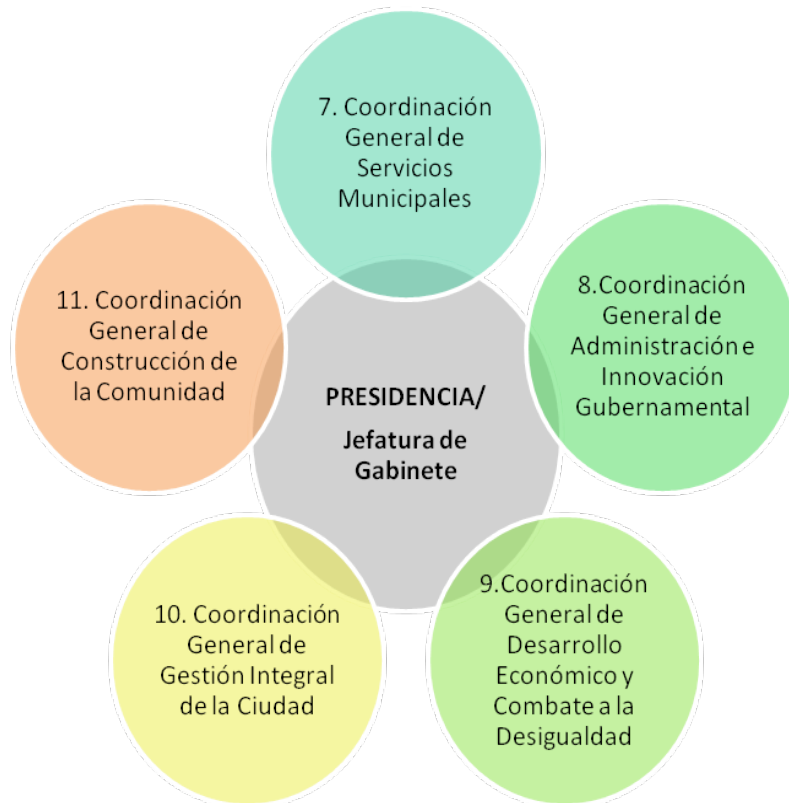 7. Coordinación
General de
Servicios
Municipales
8.Coordinación
General de
Administración e
Innovación
Gubernamental
9.Coordinación
General de
Desarrollo
Económico y
Combate a la
Desigualdad
10. Coordinación
General de
Gestión Integral
de la Ciudad
11. Coordinación
General de
Construcción de
la Comunidad
PRESIDENCIA/
Jefatura de
Gabinete